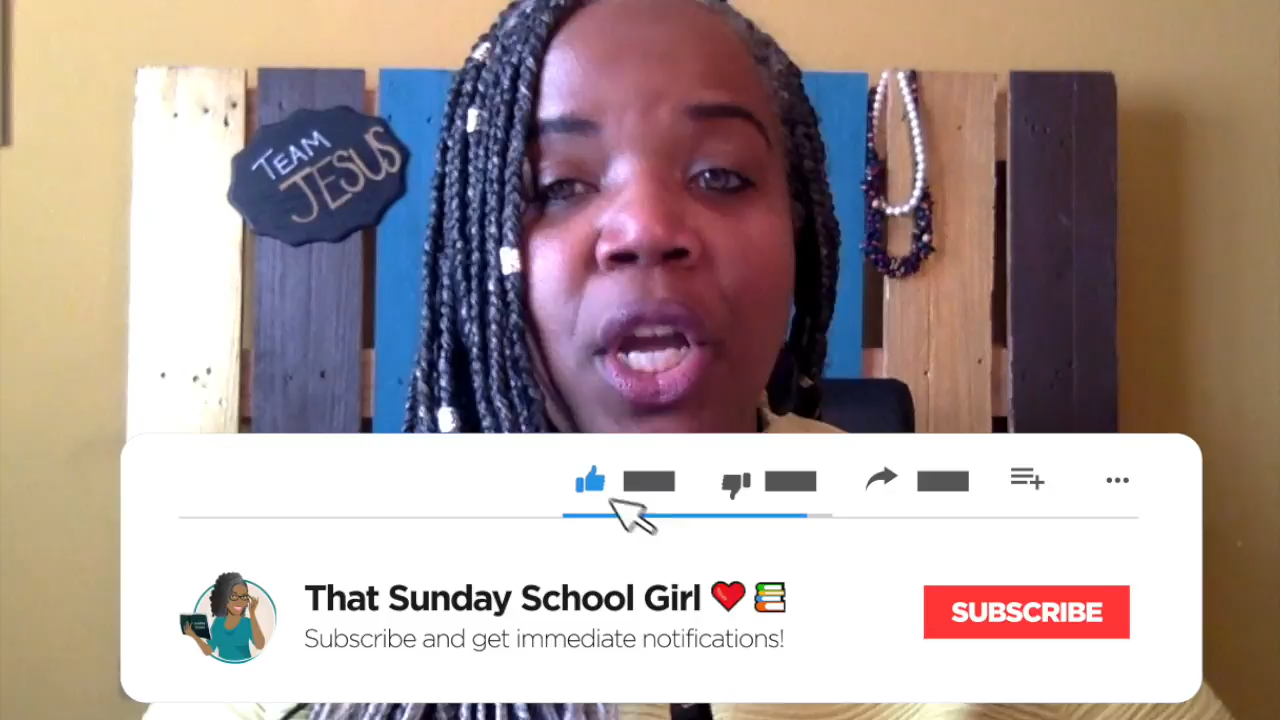 TEAM
JESUS
That Sunday School Girl ❤️📚
Subscribe and get immediate notifications!
SUBSCRIBE